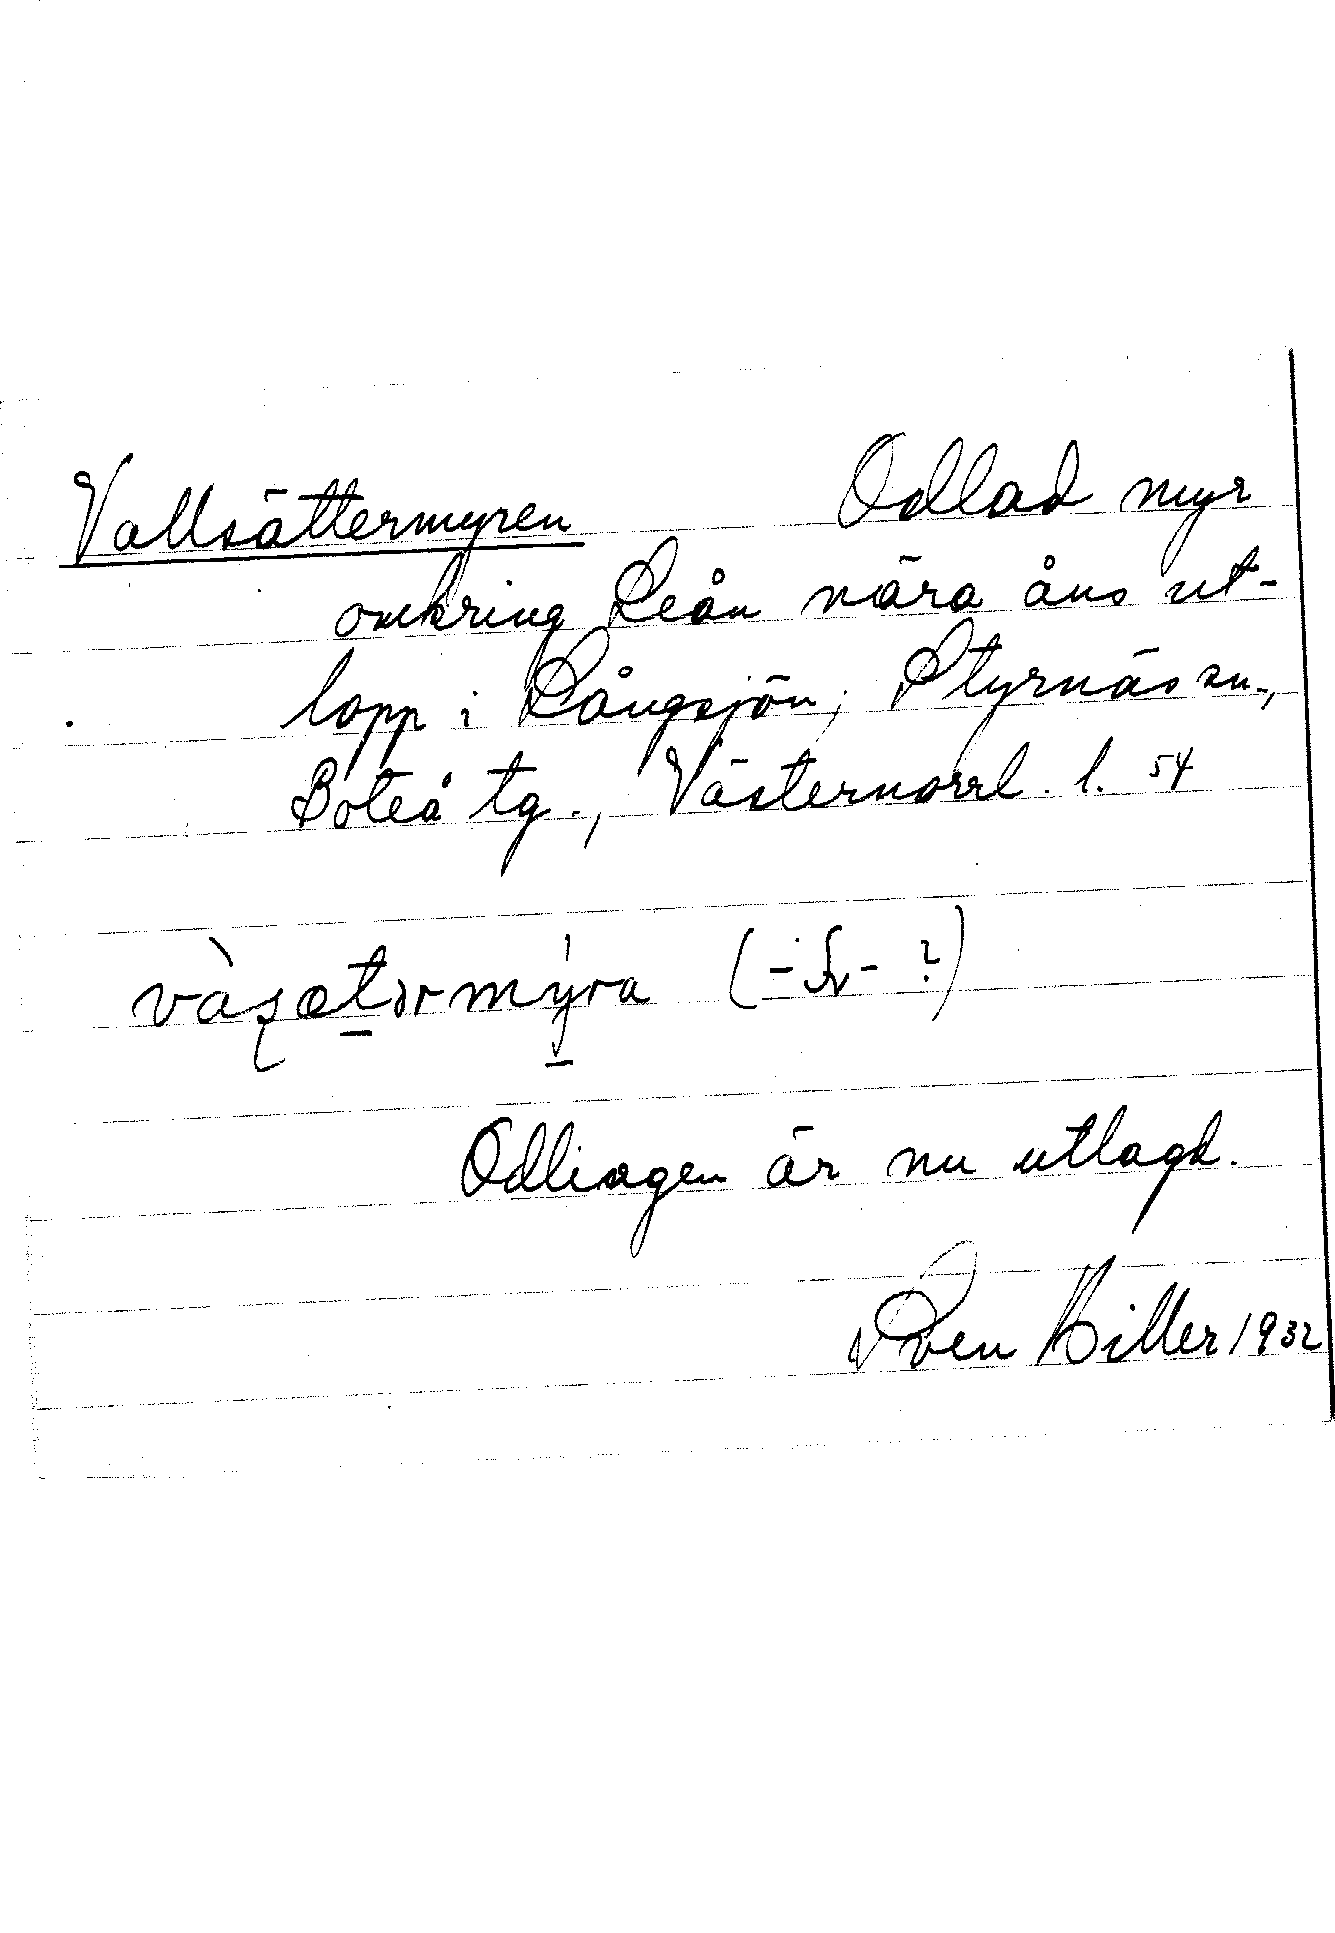 Vallsättermyren Odlad myr
omkring Leån nära åns ut-
lopp i Långsjön, Styrnäs sn.,
Boteå tg., Västernorrl. l. 54
Odlingen är nu utlagd.
Sven Hiller 1932